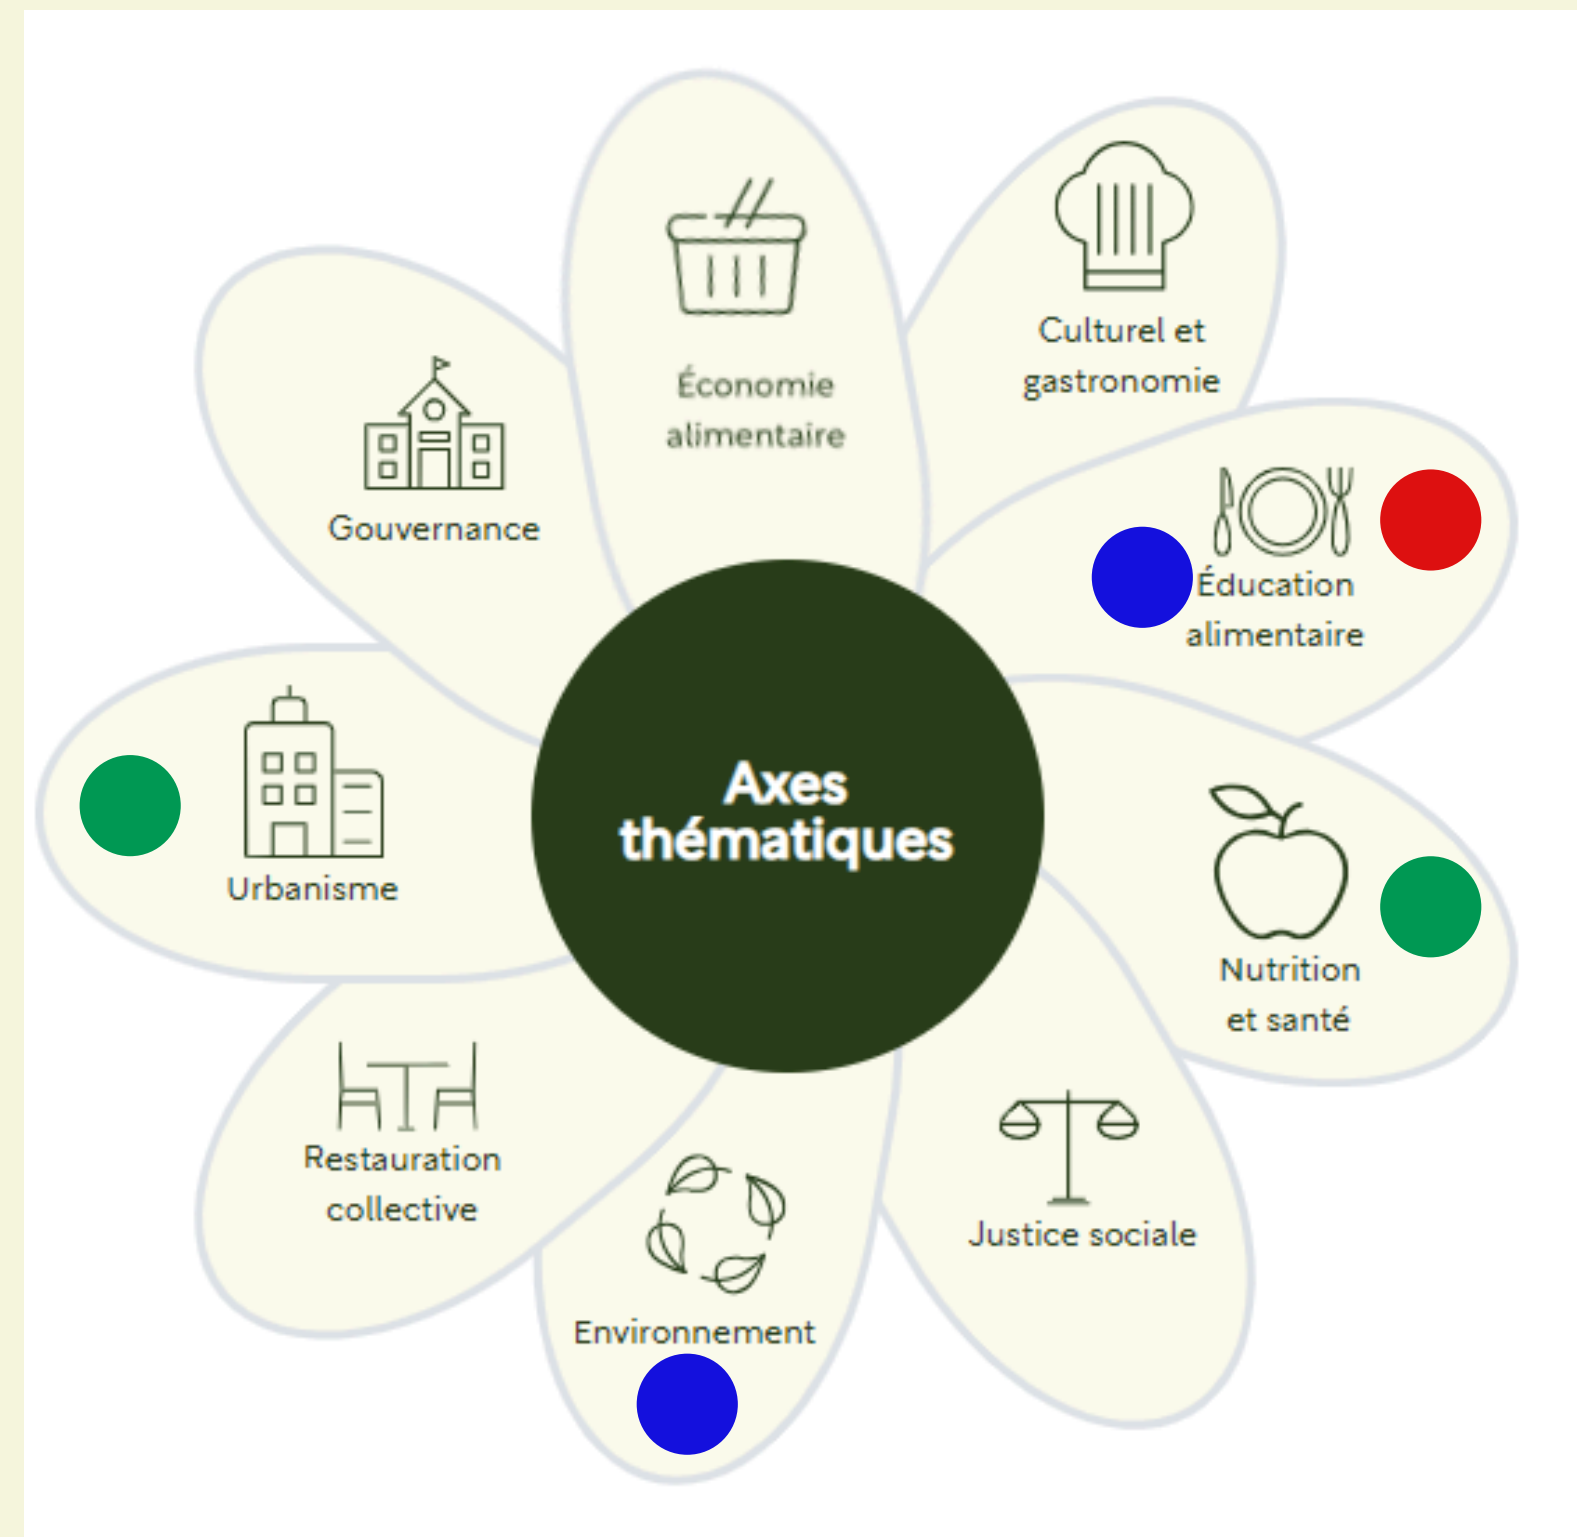 Économie
alimentaire
Culturel et
gastronomie
Éducation
alimentaire
Nutrition
et santé
Justice sociale
Environnement
Restauration
collective
Urbanisme
Gouvernance
Axes
thématiques